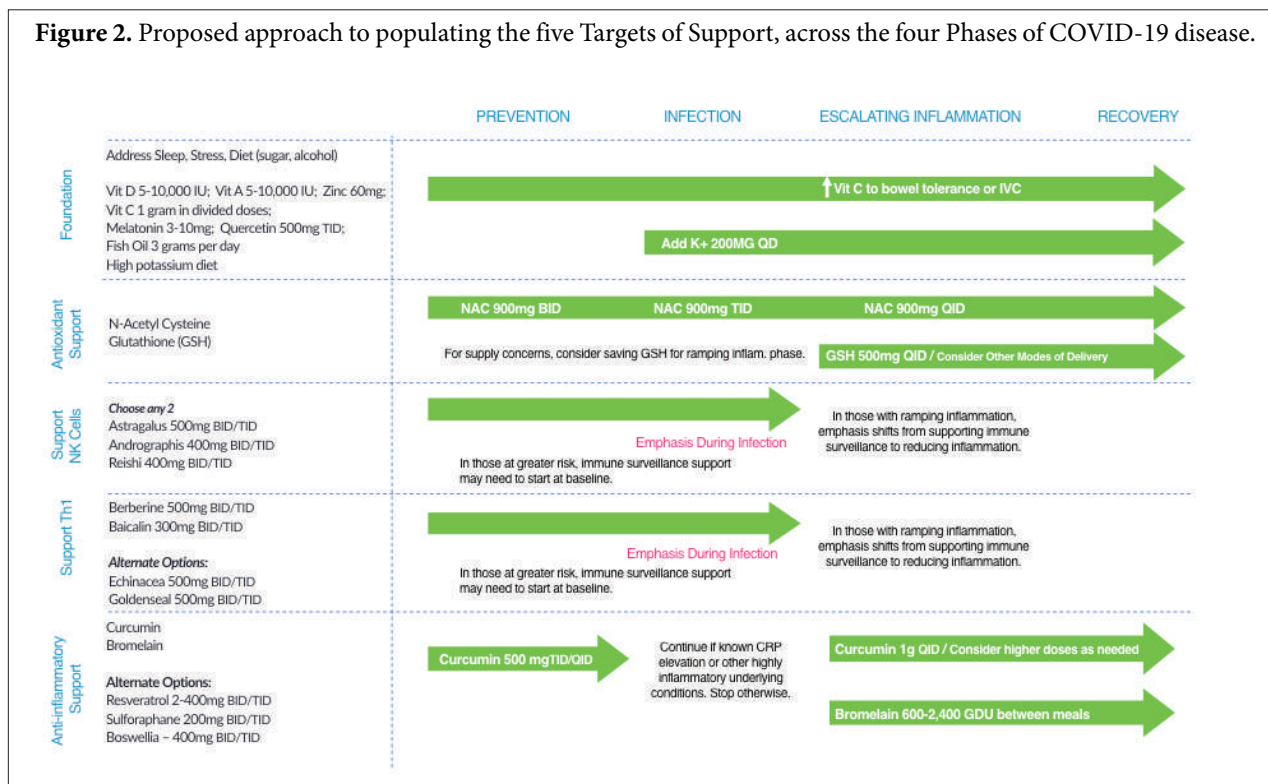 Figure 2. Proposed approach to populating the five Targets of Support, across the four Phases of COVID-19 disease.
PREVENTION
INFECTION
ESCALATING INFLAMMATION
RECOVERY
Foundation
Address Sleep, Stress, Diet (sugar, alcohol)
Vit D 5-10,000 IU; Vit A 5-10,000 IU; Zinc 60mg;
Vit C 1 gram in divided doses;
Melatonin 3-10mg; Quercetin 500mg TID;
Fish Oil 3 grams per day
High potassium diet
Vit C to bowel tolerance or IVC
Add K+ 200MG QD
Antioxidant
Support
N-Acetyl Cysteine
Glutathione (GSH)
NAC 900mg BID
NAC 900mg TID
NAC 900mg QID
For supply concerns, consider saving GSH for ramping inflam. phase.
GSH 500mg QID / Consider Other Modes of Delivery
Support
NK Cells
Choose any 2
Astragalus 500mg BID/TID
Andrographis 400mg BID/TID
Reishi 400mg BID/TID
Emphasis During Infection
In those at greater risk, immune surveillance support
may need to start at baseline.
In those with ramping inflammation,
emphasis shifts from supporting immune
surveillance to reducing inflammation.
Support Th1
Berberine 500mg BID/TID
Baicalin 300mg BID/TID
Alternate Options:
Echinacea 500mg BID/TID
Goldenseal 500mg BID/TID
Emphasis During Infection
In those at greater risk, immune surveillance support
may need to start at baseline.
In those with ramping inflammation,
emphasis shifts from supporting immune
surveillance to reducing inflammation.
Anti-inflammatory
Support
Curcumin
Bromelain
Alternate Options:
Resveratrol 2-400mg BID/TID
Sulforaphane 200mg BID/TID
Boswellia – 400mg BID/TID
Curcumin 500 mgTID/QID
Continue if known CRP
elevation or other highly
inflammatory underlying
conditions. Stop otherwise.
Curcumin 1g QID / Consider higher doses as needed
Bromelain 600-2,400 GDU between meals